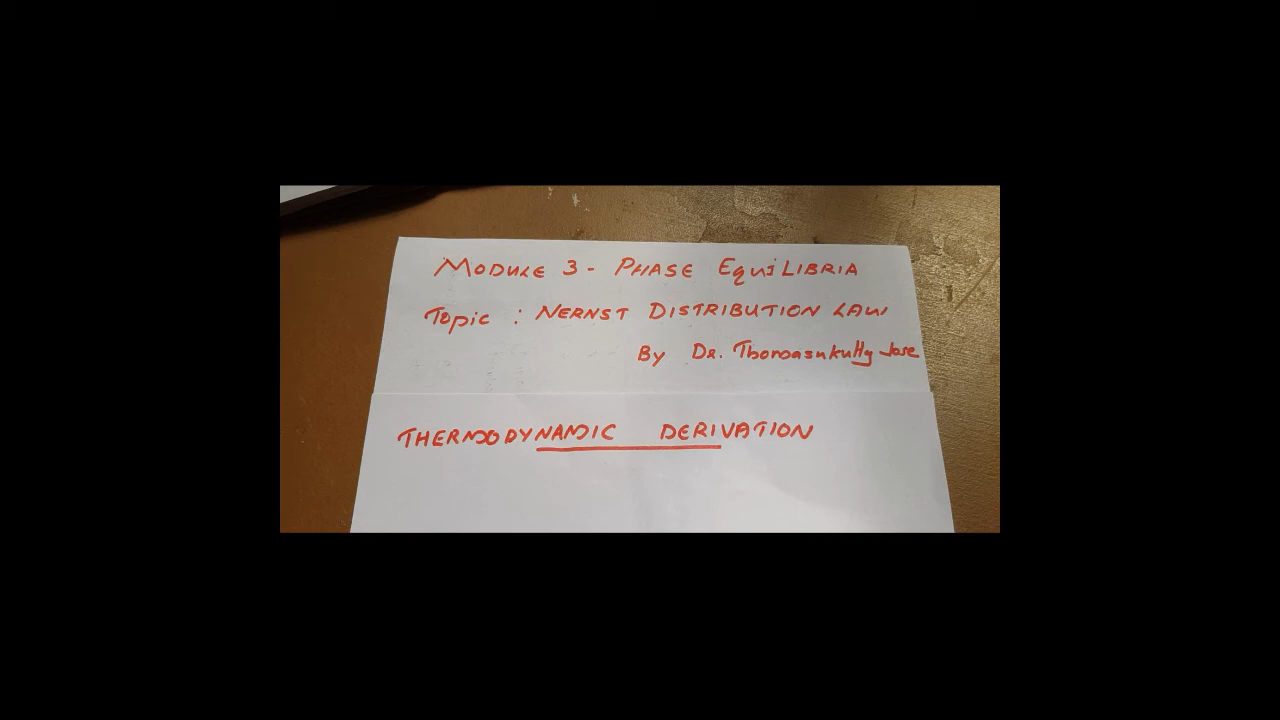 MODULE 3 - PHASE EQUILIBRIA
Topic : NERNST DISTRIBUTION LAW
By Dr. Thomasukutty Jose
THERMODYNAMIC DERIVATION